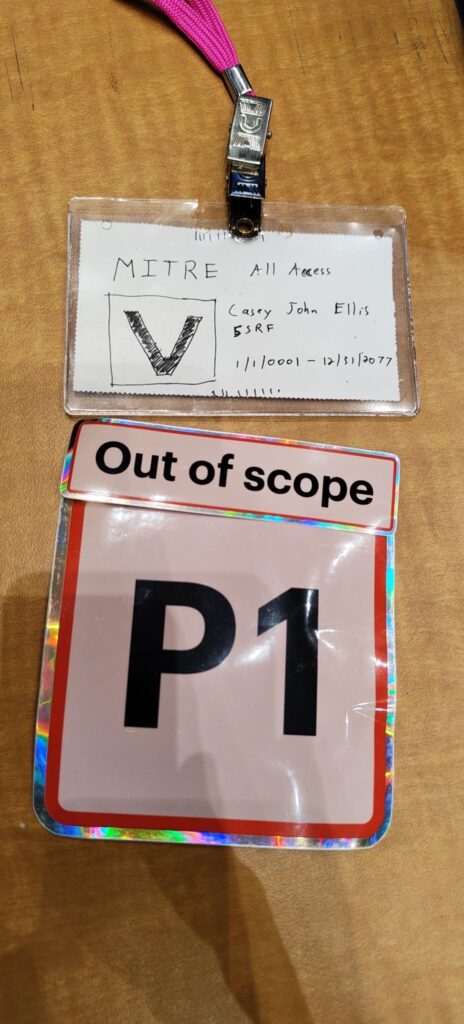 MITRE All Access
V
Casey John Ellis
SSRF
1/1/0001 - 12/31/2077
Out of scope
P1